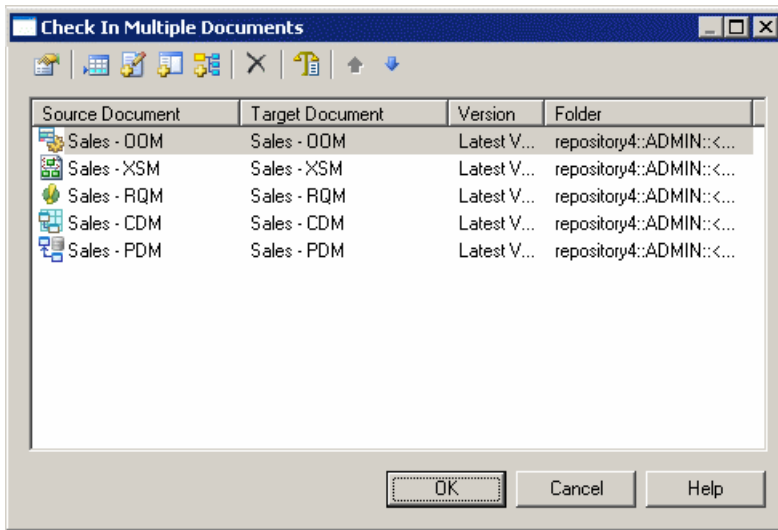 Check In Multiple Documents
Source Document Target Document Version Folder
Sales - OOM Sales - OOM Latest V... repository4::ADMIN::<...
Sales - XSM Sales - XSM Latest V... repository4::ADMIN::<...
Sales - RQM Sales - RQM Latest V... repository4::ADMIN::<...
Sales - CDM Sales - CDM Latest V... repository4::ADMIN::<...
Sales - PDM Sales - PDM Latest V... repository4::ADMIN::<...
OK Cancel Help